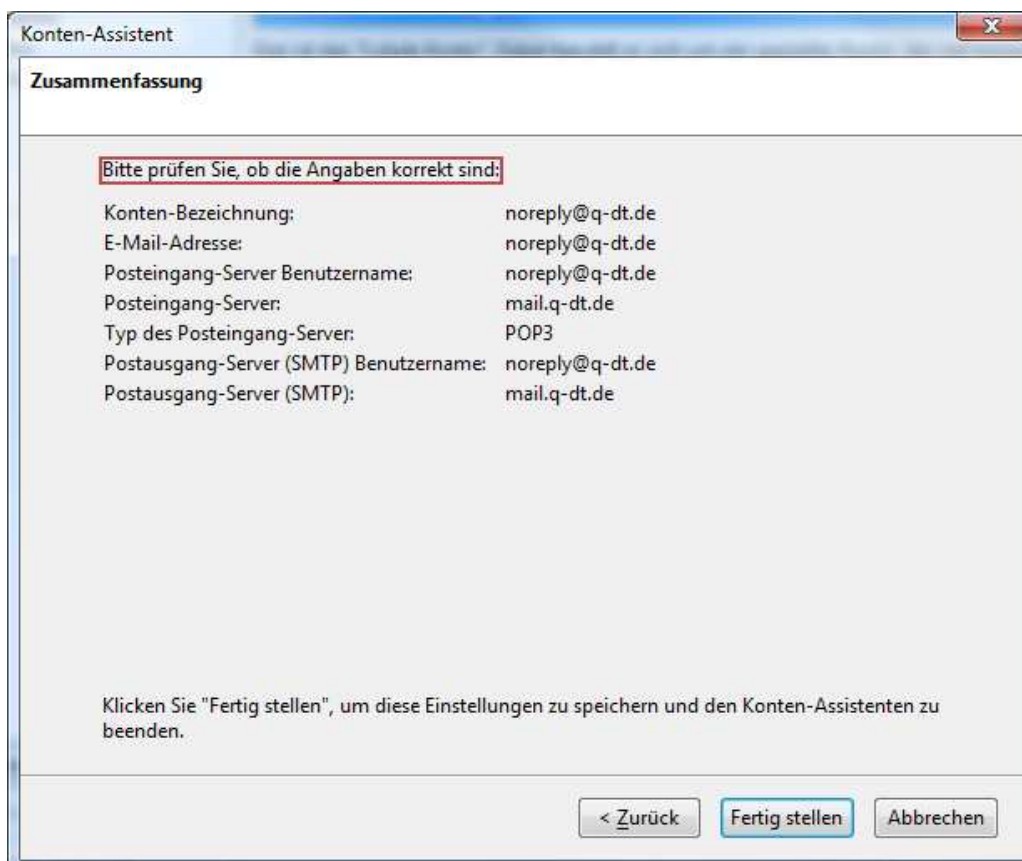 Konten-Assistent
Zusammenfassung
Bitte prüfen Sie, ob die Angaben korrekt sind:
Konten-Bezeichnung: noreply@q-dt.de
E-Mail-Adresse: noreply@q-dt.de
Posteingang-Server Benutzername: noreply@q-dt.de
Posteingang-Server: mail.q-dt.de
Typ des Posteingang-Server: POP3
Postausgang-Server (SMTP) Benutzername: noreply@q-dt.de
Postausgang-Server (SMTP): mail.q-dt.de
Klicken Sie "Fertig stellen", um diese Einstellungen zu speichern und den Konten-Assistenten zu
beenden.
< Zurück Fertig stellen Abbrechen